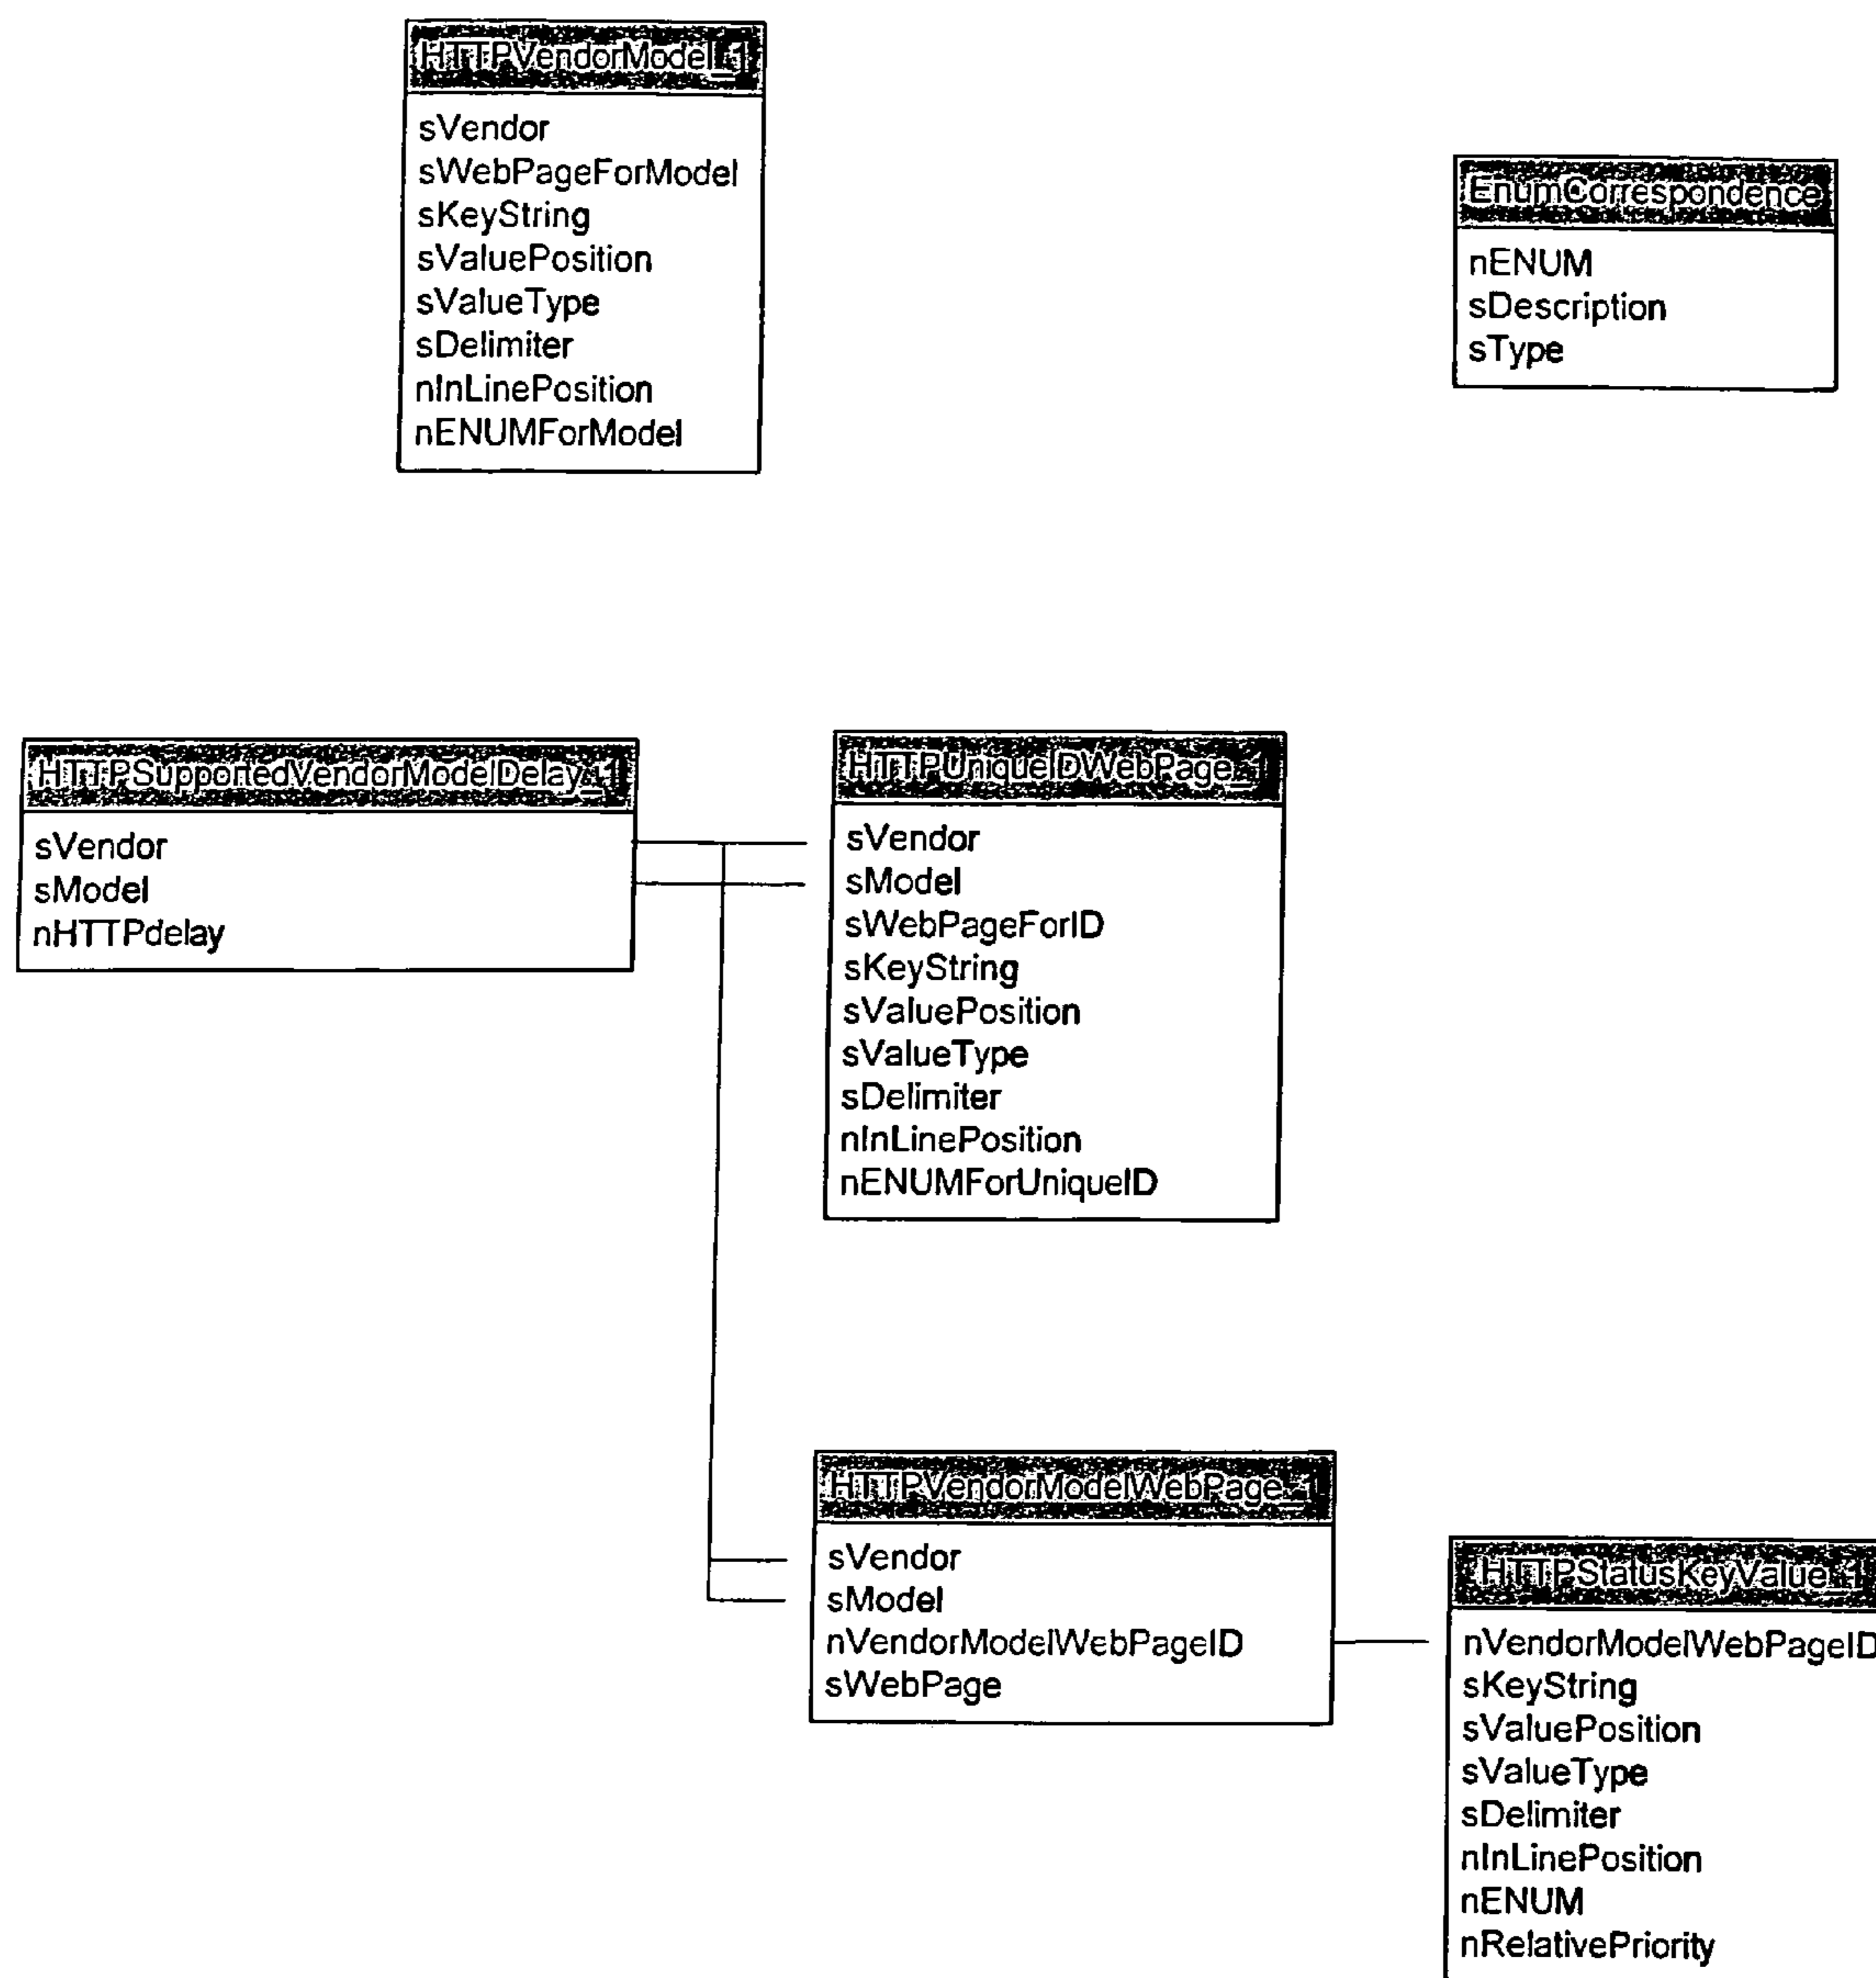 HTTPVendorModel_1
sVendor
sWebPageForModel
sKeyString
sValuePosition
sValueType
sDelimiter
nInLinePosition
nENUMForModel
EnumCorrespondence
nENUM
sDescription
sType
HTTPSupportedVendorModelDelay_1
sVendor
sModel
nHTTPdelay
HTTPUniqueIDWebPage_1
sVendor
sModel
sWebPageForID
sKeyString
sValuePosition
sValueType
sDelimiter
nInLinePosition
nENUMForUniqueID
HTTPVendorModelWebPage_1
sVendor
sModel
nVendorModelWebPageID
sWebPage
HTTPStatusKeyValue_1
nVendorModelWebPageID
sKeyString
sValuePosition
sValueType
sDelimiter
nInLinePosition
nENUM
nRelativePriority